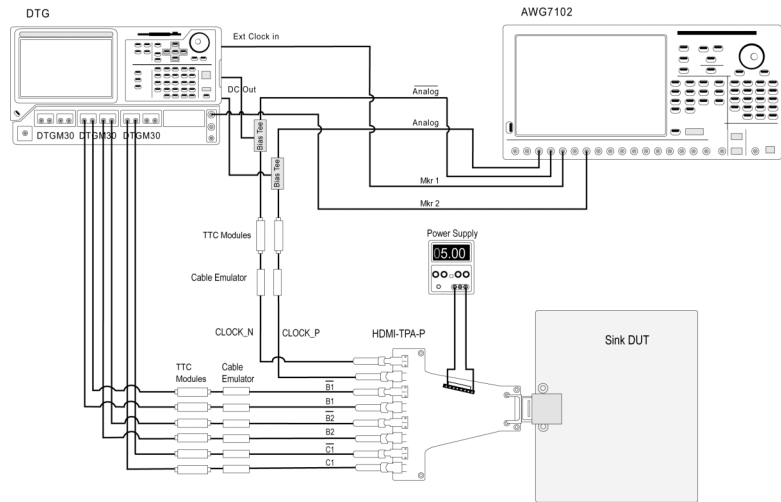 DTG
AWG7102
Ext Clock in
DC Out
Analog
Analog
DTGM30 DTGM30 DTGM30
Bias Tee
Bias Tee
Mkr 1
Mkr 2
TTC Modules
Power Supply
05.00
Cable Emulator
CLOCK_N
CLOCK_P
HDMI-TPA-P
Sink DUT
TTC
Modules
Cable
Emulator
B1
B1
B2
B2
C1
C1